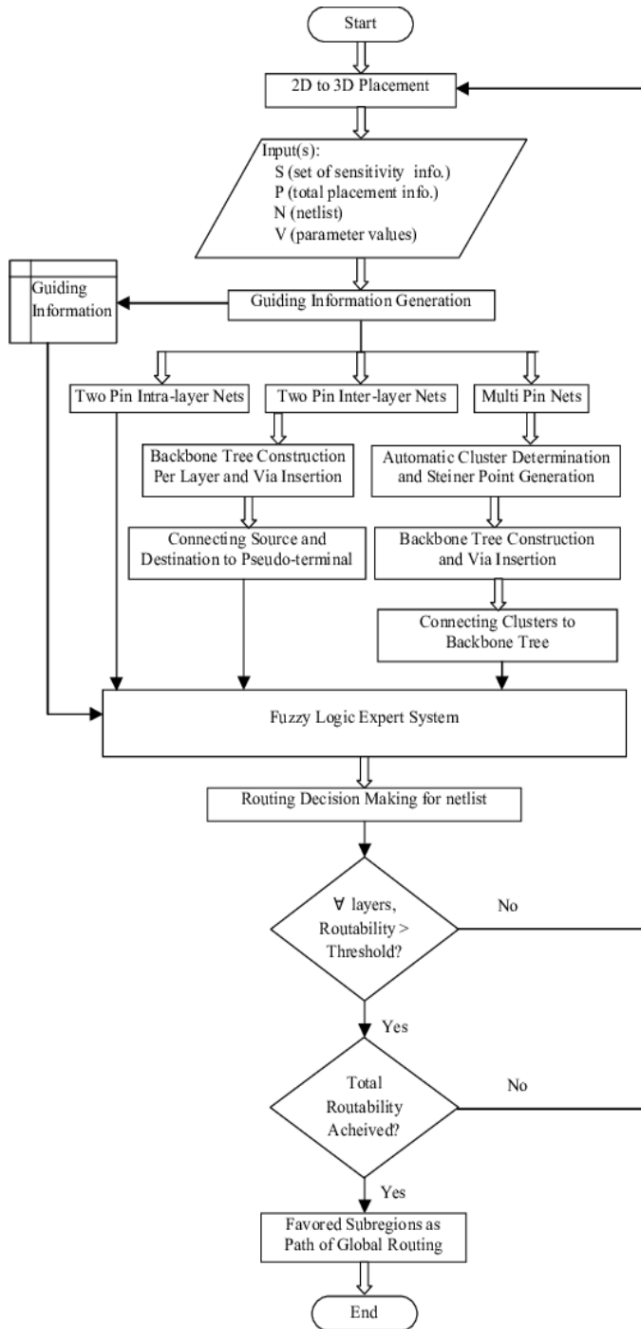 Start
2D to 3D Placement
Input(s):
S (set of sensitivity info.)
P (total placement info.)
N (netlist)
V (parameter values)
Guiding
Information
Guiding Information Generation
Two Pin Intra-layer Nets
Two Pin Inter-layer Nets
Multi Pin Nets
Backbone Tree Construction
Per Layer and Via Insertion
Automatic Cluster Determination
and Steiner Point Generation
Connecting Source and
Destination to Pseudo-terminal
Backbone Tree Construction
and Via Insertion
Connecting Clusters to
Backbone Tree
Fuzzy Logic Expert System
Routing Decision Making for netlist
∀ layers,
Routability >
Threshold?
No
Yes
Total
Routability
Acheived?
No
Yes
Favored Subregions as
Path of Global Routing
End